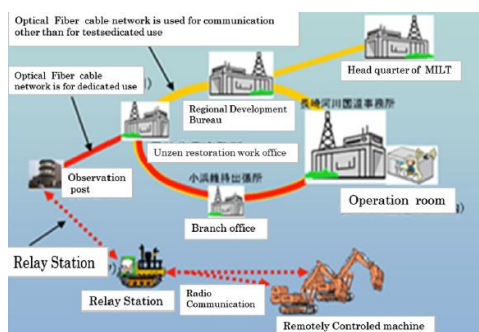 Optical Fiber cable network is used for communication
other than for testsedicated use
Optical Fiber cable
network is for dedicated use
Head quarter of MILT
Regional Development
Bureau
長崎河川国道事務所
Unzen restoration work office
Observation
post
小浜維持出張所
Operation room
Branch office
Relay Station
Relay Station
Radio
Communication
Remotely Controled machine